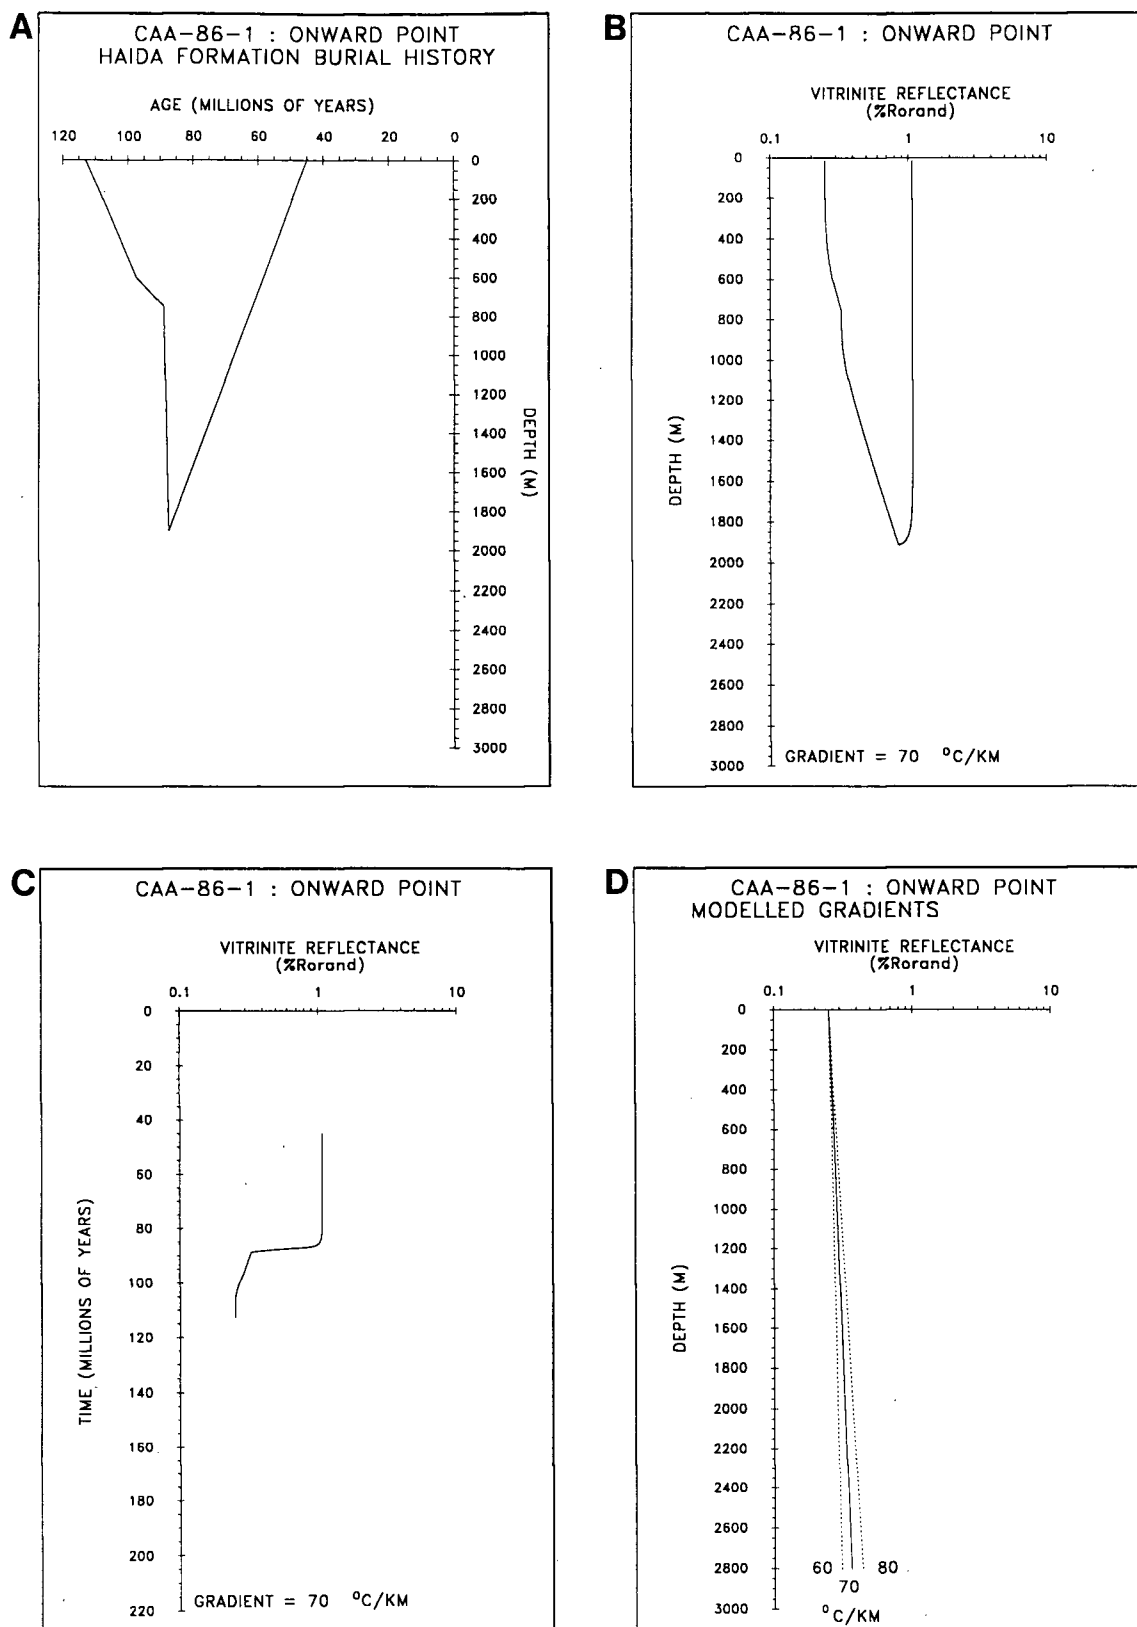 A
CAA-86-1 : ONWARD POINT
HAIDA FORMATION BURIAL HISTORY
AGE (MILLIONS OF YEARS)
120 100 80 60 40 20 0
0
200
400
600
800
1000
1200
1400
1600
1800
2000
2200
2400
2600
2800
3000
DEPTH (M)
B
CAA-86-1 : ONWARD POINT
VITRINITE REFLECTANCE
(%Rorand)
0.1 1 10
0
200
400
600
800
1000
1200
1400
1600
1800
2000
2200
2400
2600
2800
3000
DEPTH (M)
GRADIENT = 70 °C/KM
C
CAA-86-1 : ONWARD POINT
VITRINITE REFLECTANCE
(%Rorand)
0.1 1 10
0
20
40
60
80
100
120
140
160
180
200
220
TIME (MILLIONS OF YEARS)
GRADIENT = 70 °C/KM
D
CAA-86-1 : ONWARD POINT
MODELLED GRADIENTS
VITRINITE REFLECTANCE
(%Rorand)
0.1 1 10
0
200
400
600
800
1000
1200
1400
1600
1800
2000
2200
2400
2600
2800
3000
DEPTH (M)
60 80
70
°C/KM